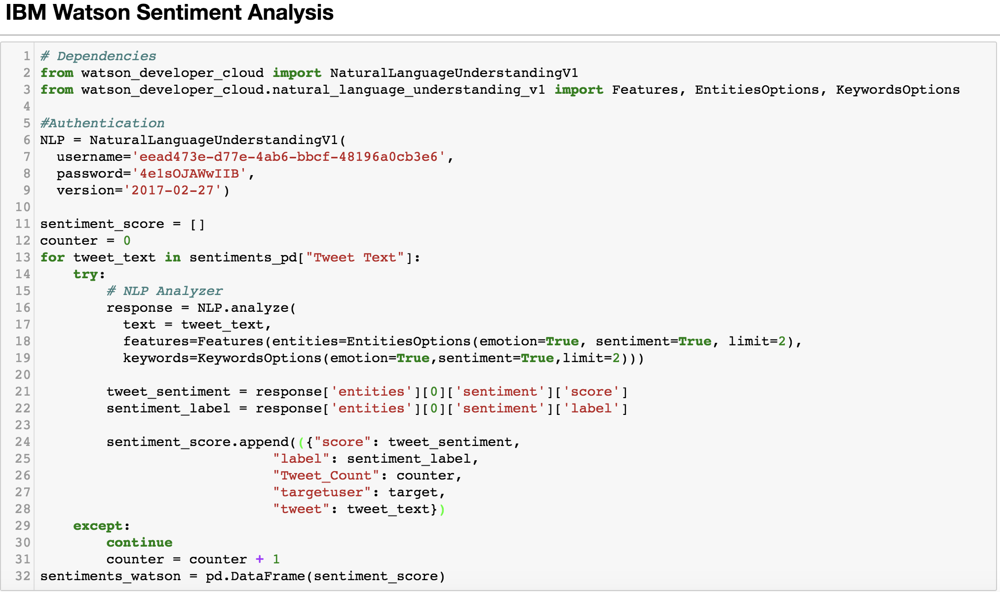 IBM Watson Sentiment Analysis
1 # Dependencies
2 from watson_developer_cloud import NaturalLanguageUnderstandingV1
3 from watson_developer_cloud.natural_language_understanding_v1 import Features, EntitiesOptions, KeywordsOptions
4
5 #Authentication
6 NLP = NaturalLanguageUnderstandingV1(
7   username='eead473e-d77e-4ab6-bbcf-48196a0cb3e6',
8   password='4e1sOJAWwIIB',
9   version='2017-02-27')
10
11 sentiment_score = []
12 counter = 0
13 for tweet_text in sentiments_pd["Tweet Text"]:
14     try:
15         # NLP Analyzer
16         response = NLP.analyze(
17           text = tweet_text,
18           features=Features(entities=EntitiesOptions(emotion=True, sentiment=True, limit=2),
19           keywords=KeywordsOptions(emotion=True,sentiment=True,limit=2)))
20
21         tweet_sentiment = response['entities'][0]['sentiment']['score']
22         sentiment_label = response['entities'][0]['sentiment']['label']
23
24         sentiment_score.append(({"score": tweet_sentiment,
25                             "label": sentiment_label,
26                             "Tweet_Count": counter,
27                             "targetuser": target,
28                             "tweet": tweet_text})
29     except:
30         continue
31         counter = counter + 1
32 sentiments_watson = pd.DataFrame(sentiment_score)